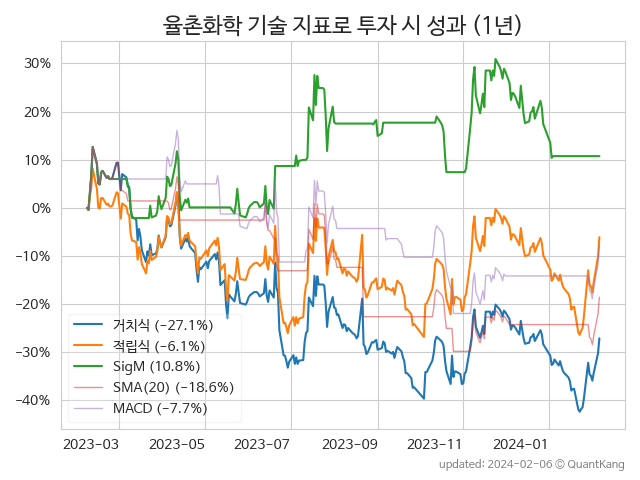 율촌화학 기술 지표로 투자 시 성과 (1년)
30%
20%
10%
0%
−10%
−20%
−30%
−40%
거치식 (−27.1%)
적립식 (−6.1%)
SigM (10.8%)
SMA(20) (−18.6%)
MACD (−7.7%)
2023−03 2023−05 2023−07 2023−09 2023−11 2024−01
updated: 2024−02−06 © QuantKang